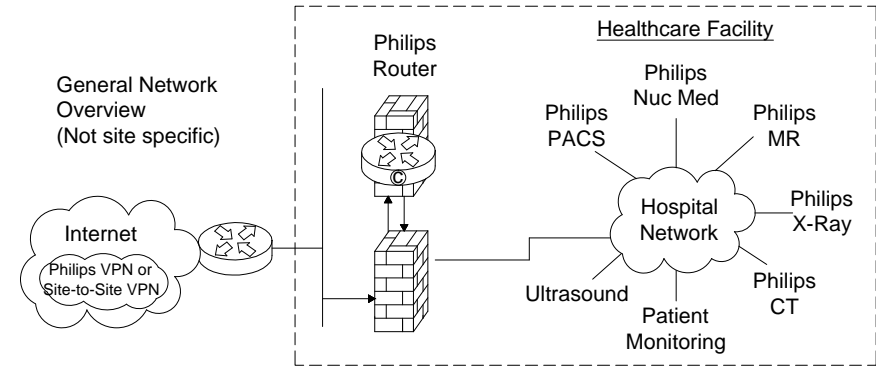 Healthcare Facility
General Network
Overview
(Not site specific)
Philips
Router
Philips
Nuc Med
Philips
PACS
Philips
MR
Internet
Philips VPN or
Site-to-Site VPN
C
Hospital
Network
Philips
X-Ray
Ultrasound
Patient
Monitoring
Philips
CT